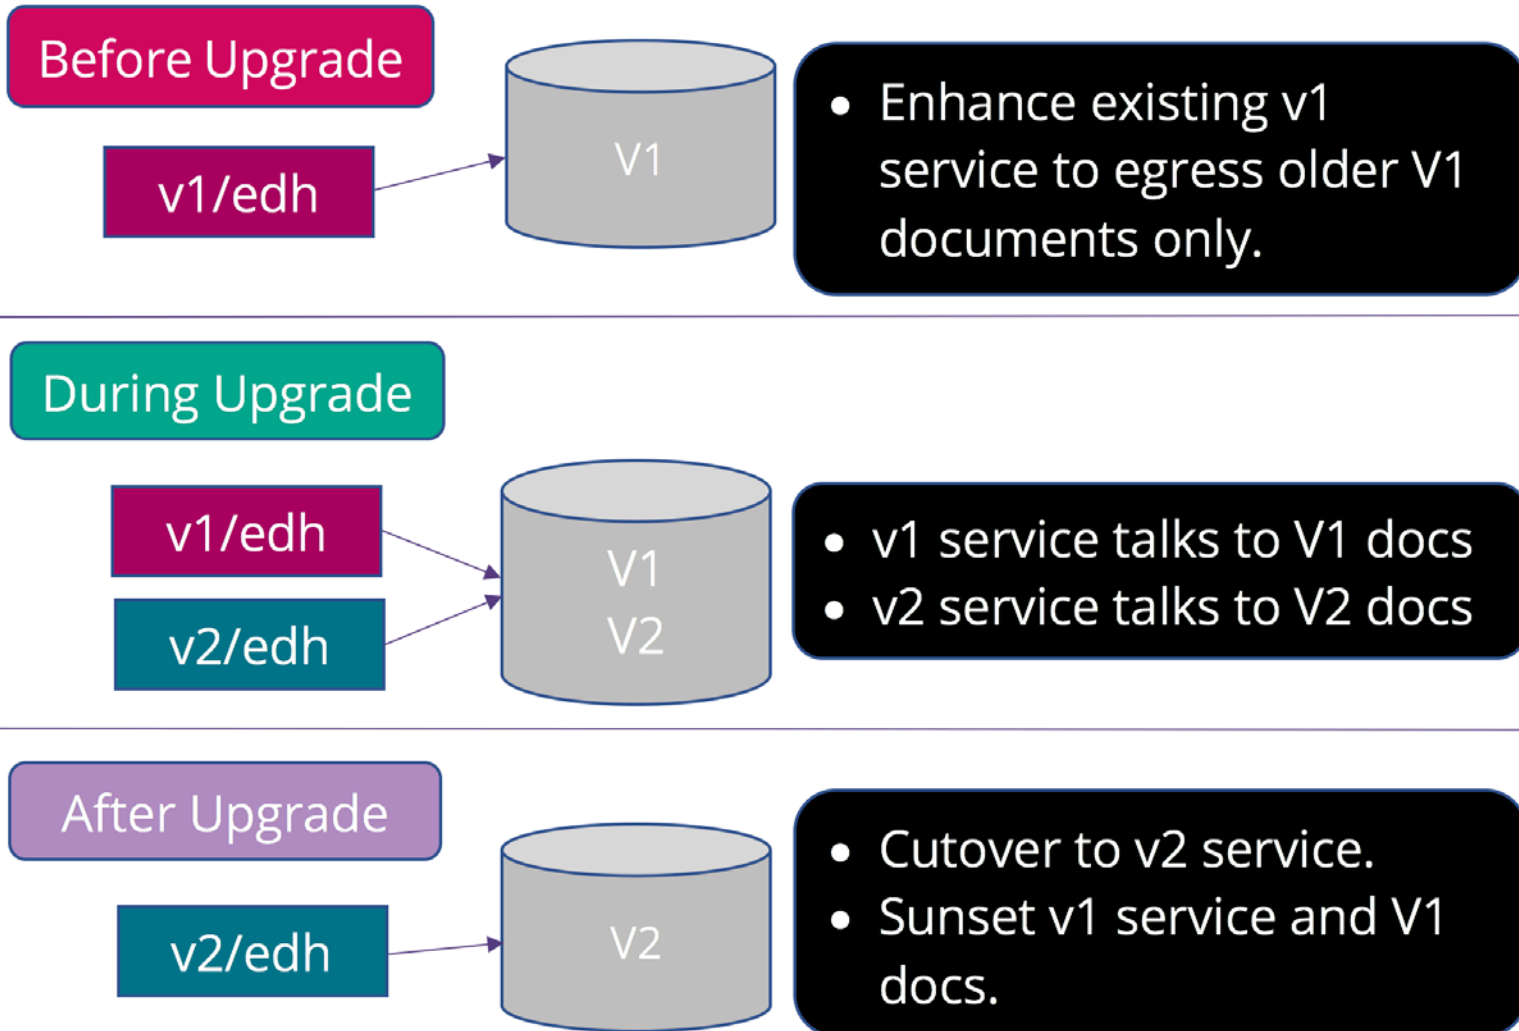 Before Upgrade
v1/edh
V1
• Enhance existing v1
service to egress older V1
documents only.
During Upgrade
v1/edh
v2/edh
V1
V2
• v1 service talks to V1 docs
• v2 service talks to V2 docs
After Upgrade
v2/edh
V2
• Cutover to v2 service.
• Sunset v1 service and V1
docs.